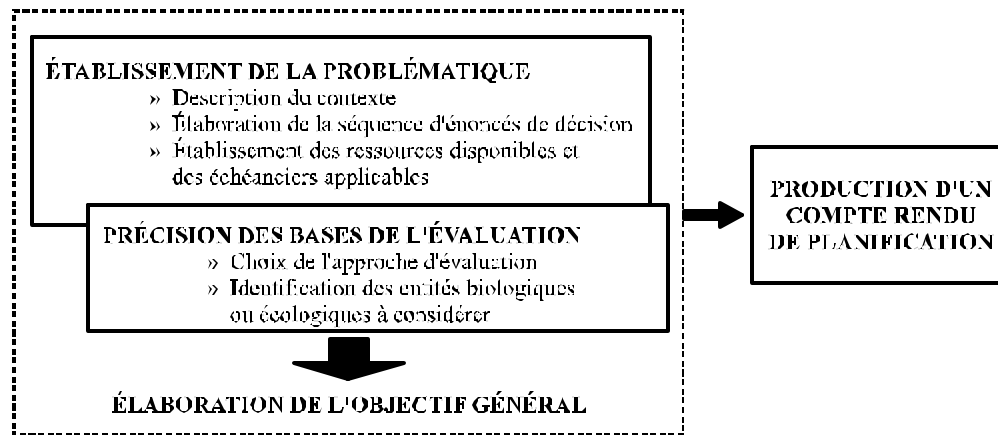 ÉTABLISSEMENT DE LA PROBLÉMATIQUE
» Description du contexte
» Élaboration de la séquence d'énoncés de décision
» Établissement des ressources disponibles et
des échéanciers applicables
PRÉCISION DES BASES DE L'ÉVALUATION
» Choix de l'approche d'évaluation
» Identification des entités biologiques
ou écologiques à considérer
ÉLABORATION DE L'OBJECTIF GÉNÉRAL
PRODUCTION D'UN
COMPTE RENDU
DE PLANIFICATION